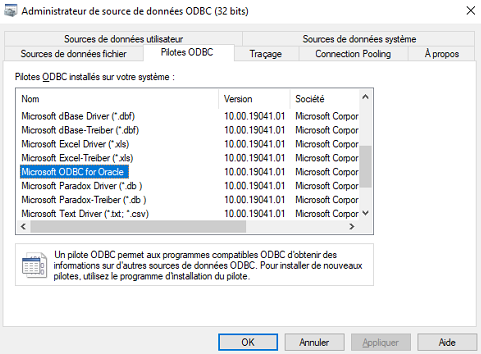 Administrateur de source de données ODBC (32 bits)
Sources de données utilisateur
Sources de données système
Sources de données fichier
Pilotes ODBC
Traçage
Connection Pooling
À propos
Pilotes ODBC installés sur votre système :
Nom Version Société
Microsoft dBase Driver (*.dbf) 10.00.19041.01 Microsoft Corpor
Microsoft dBase-Treiber (*.dbf) 10.00.19041.01 Microsoft Corpor
Microsoft Excel Driver (*.xls) 10.00.19041.01 Microsoft Corpor
Microsoft Excel-Treiber (*.xls) 10.00.19041.01 Microsoft Corpor
Microsoft ODBC for Oracle 10.00.19041.01 Microsoft Corpor
Microsoft Paradox Driver (*.db ) 10.00.19041.01 Microsoft Corpor
Microsoft Paradox-Treiber (*.db ) 10.00.19041.01 Microsoft Corpor
Microsoft Text Driver (*.txt; *.csv) 10.00.19041.01 Microsoft Corpor
Un pilote ODBC permet aux programmes compatibles ODBC d'obtenir des
informations sur d'autres sources de données ODBC. Pour installer de nouveaux
pilotes, utilisez le programme d'installation du pilote.
OK
Annuler
Appliquer
Aide